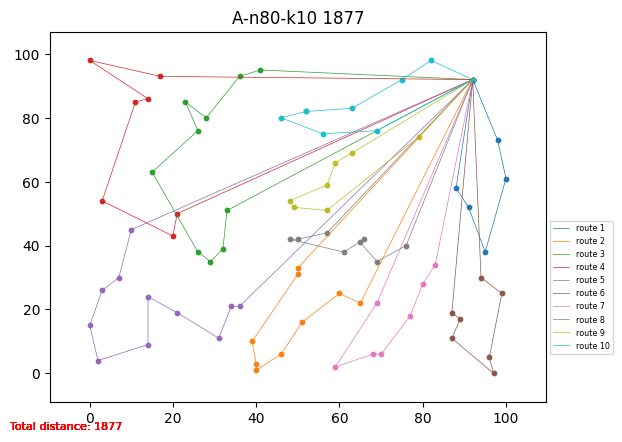 A-n80-k10 1877
100
80
60
40
20
0
0 20 40 60 80 100
route 1
route 2
route 3
route 4
route 5
route 6
route 7
route 8
route 9
route 10
Total distance: 1877